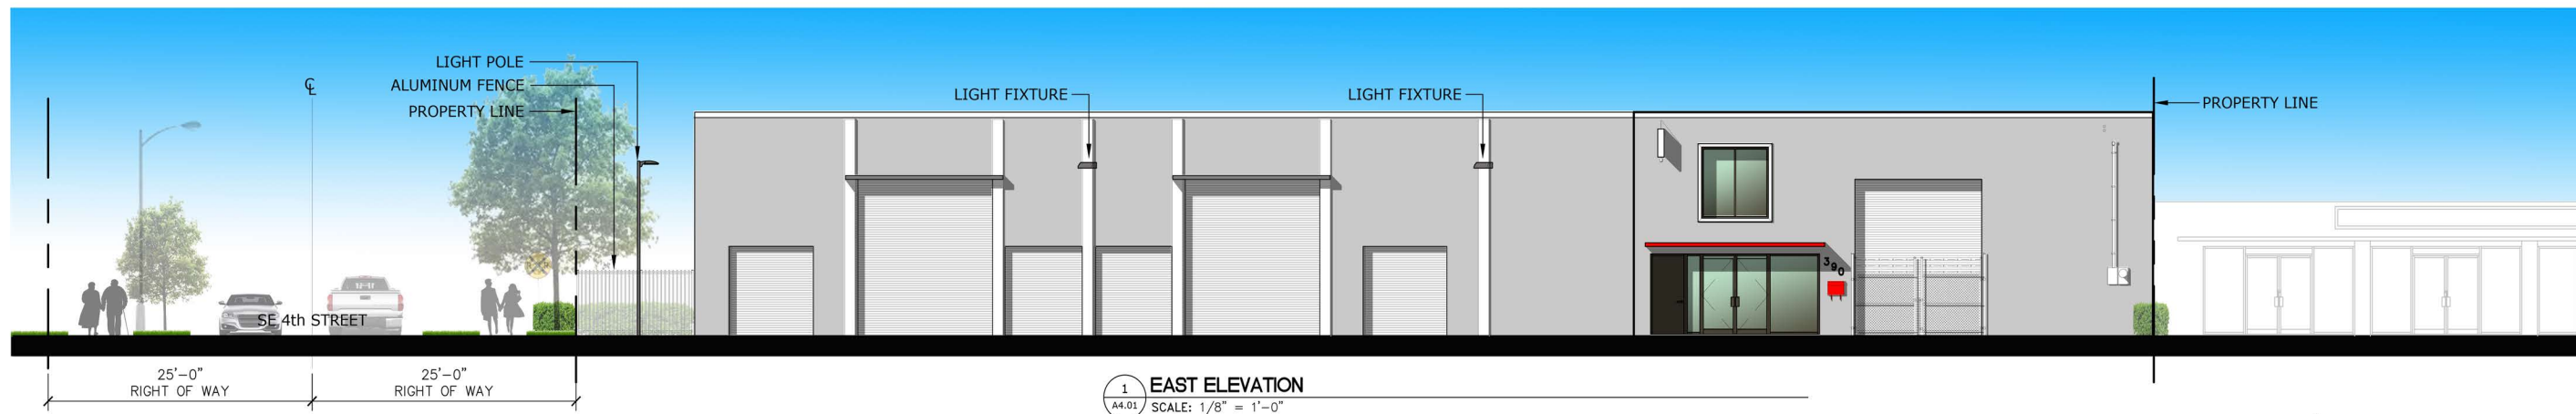 LIGHT POLE
ALUMINUM FENCE
PROPERTY LINE
℄
LIGHT FIXTURE
LIGHT FIXTURE
PROPERTY LINE
390
SE 4th STREET
25'-0"
RIGHT OF WAY
25'-0"
RIGHT OF WAY
1
A4.01
EAST ELEVATION
SCALE: 1/8" = 1'-0"